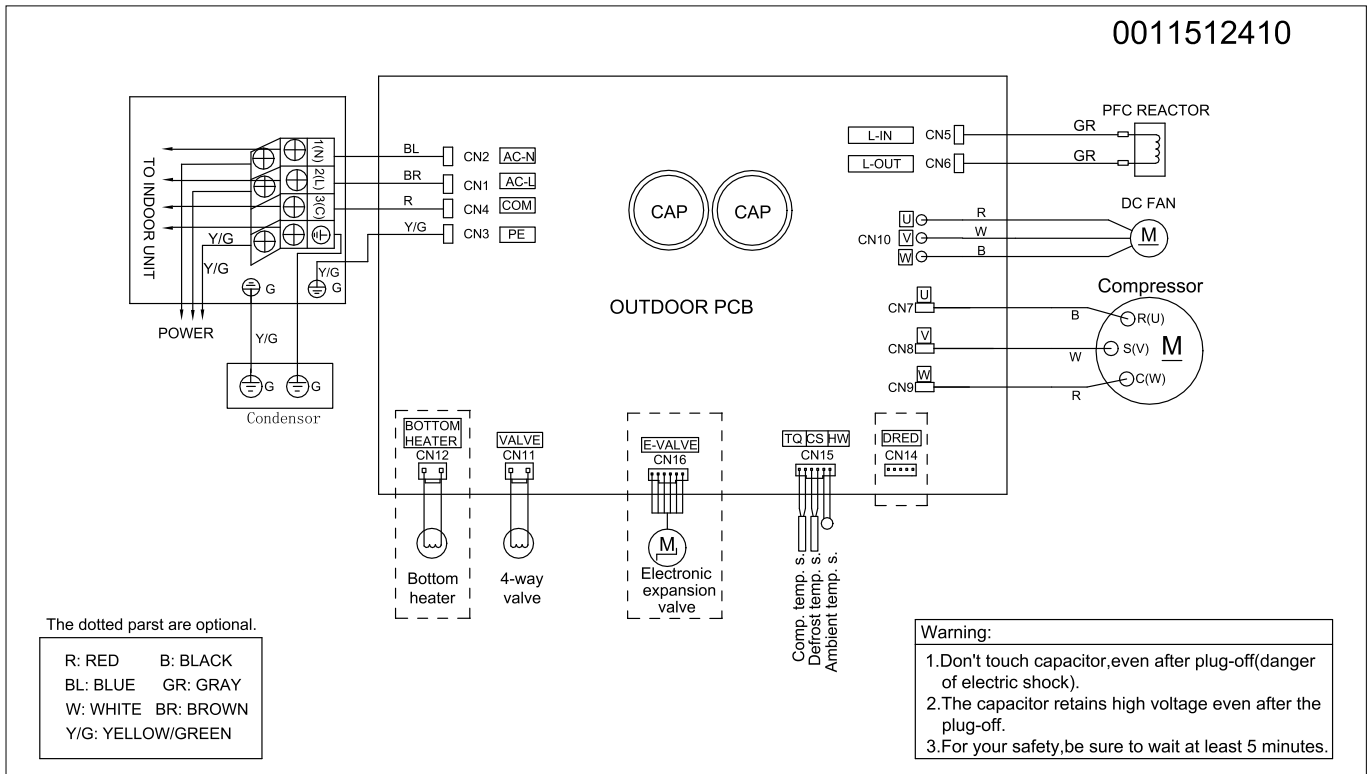 0011512410
TO INDOOR UNIT
1(N)
2(L)
3(C)
Y/G
Y/G
Y/G
G
G
POWER
Y/G
G
G
Condensor
BL
BR
R
Y/G
CN2 AC-N
CN1 AC-L
CN4 COM
CN3 PE
CAP
CAP
OUTDOOR PCB
L-IN CN5
L-OUT CN6
GR
GR
PFC REACTOR
DC FAN
CN10
U
V
W
R
W
B
M
Compressor
U
CN7
V
CN8
W
CN9
B
W
R
R(U)
S(V)
C(W)
M
BOTTOM
HEATER
CN12
Bottom
heater
VALVE
CN11
4-way
valve
E-VALVE
CN16
M
Electronic
expansion
valve
TQ CS HW
CN15
Comp. temp. s.
Defrost temp. s.
Ambient temp. s.
DRED
CN14
The dotted parst are optional.
R: RED B: BLACK
BL: BLUE GR: GRAY
W: WHITE BR: BROWN
Y/G: YELLOW/GREEN
Warning:
1.Don't touch capacitor,even after plug-off(danger
of electric shock).
2.The capacitor retains high voltage even after the
plug-off.
3.For your safety,be sure to wait at least 5 minutes.